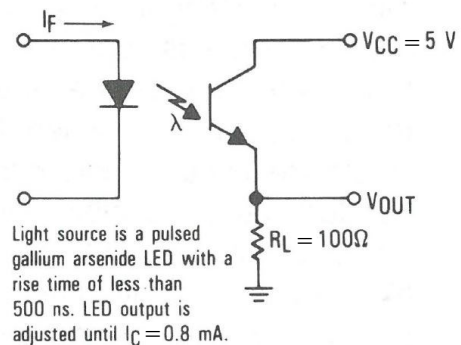 IF
VCC = 5 V
λ
VOUT
RL = 100Ω
Light source is a pulsed
gallium arsenide LED with a
rise time of less than
500 ns. LED output is
adjusted until IC = 0.8 mA.